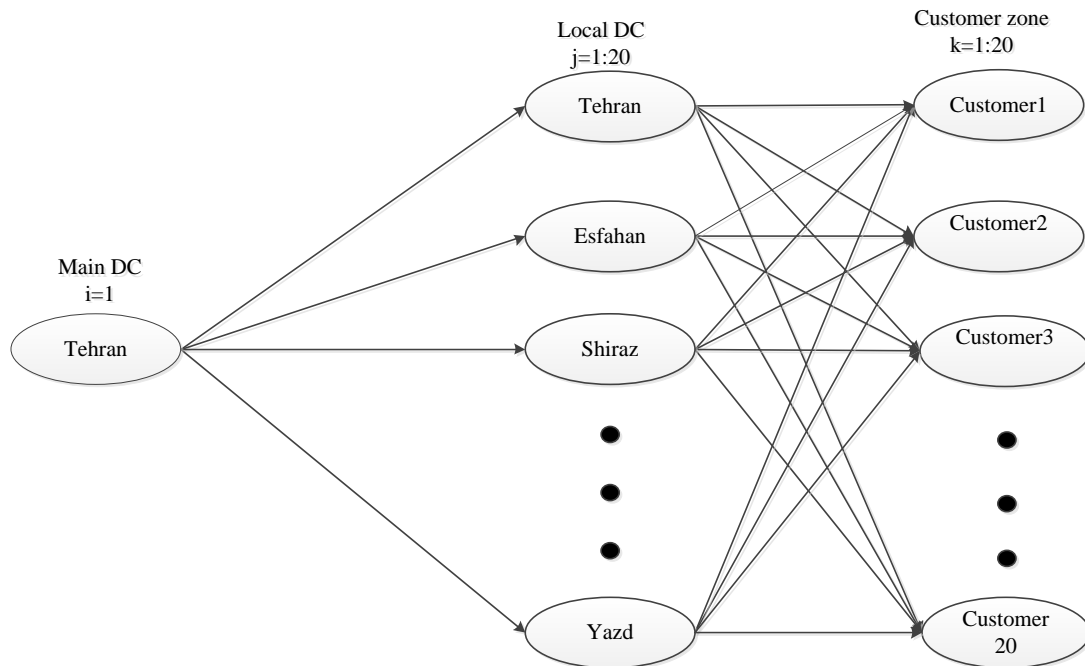 Main DC
i=1
Tehran
Local DC
j=1:20
Tehran
Esfahan
Shiraz
Yazd
Customer zone
k=1:20
Customer1
Customer2
Customer3
Customer
20